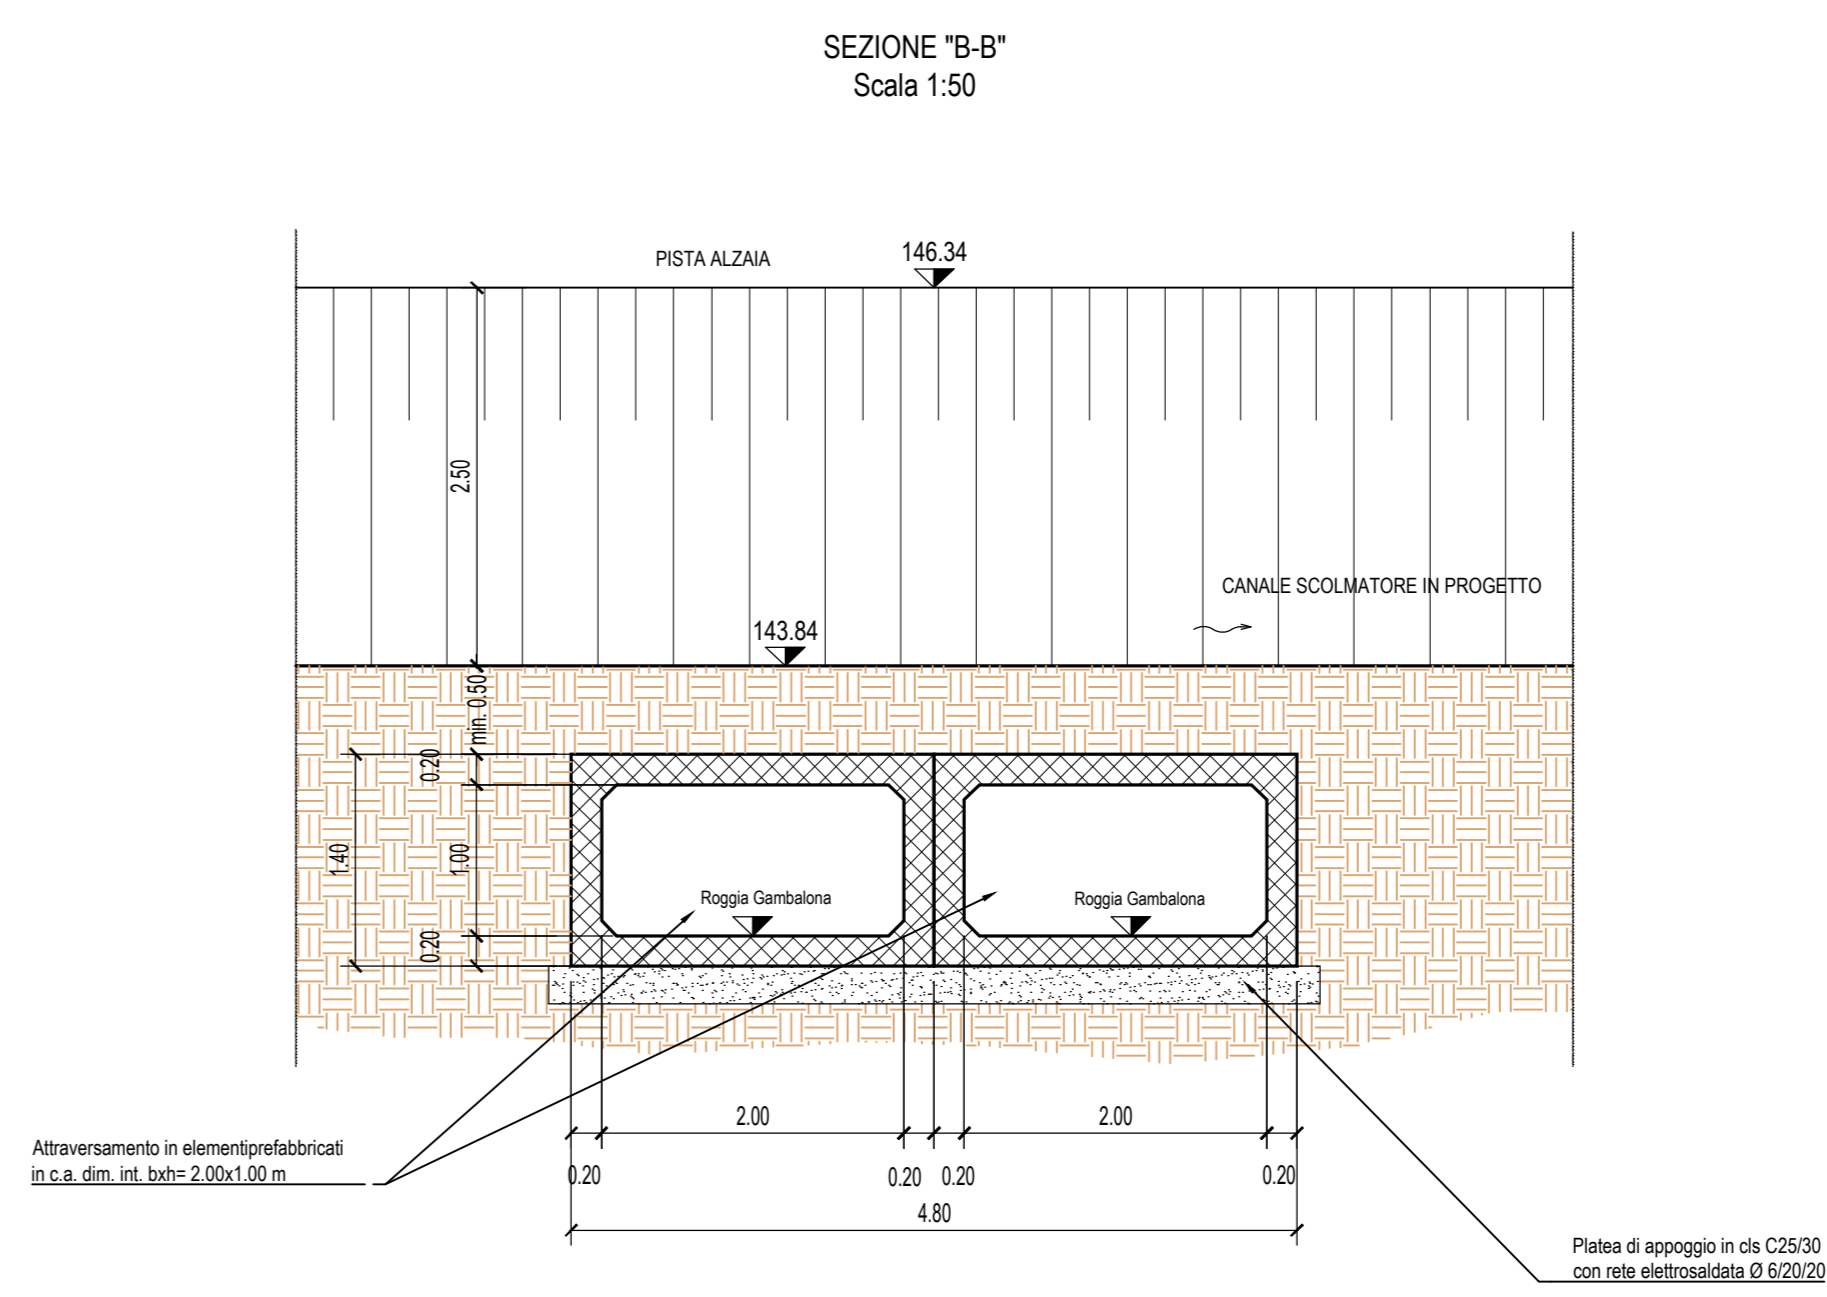 SEZIONE "B-B"
Scala 1:50
PISTA ALZAIA
146.34
2.50
CANALE SCOLMATORE IN PROGETTO
143.84
min. 0.50
0.20
1.40
1.00
0.20
Roggia Gambalona
Roggia Gambalona
2.00
2.00
Attraversamento in elementiprefabbricati
in c.a. dim. int. bxh= 2.00x1.00 m
0.20
0.20
0.20
0.20
4.80
Platea di appoggio in cls C25/30
con rete elettrosaldata Ø 6/20/20